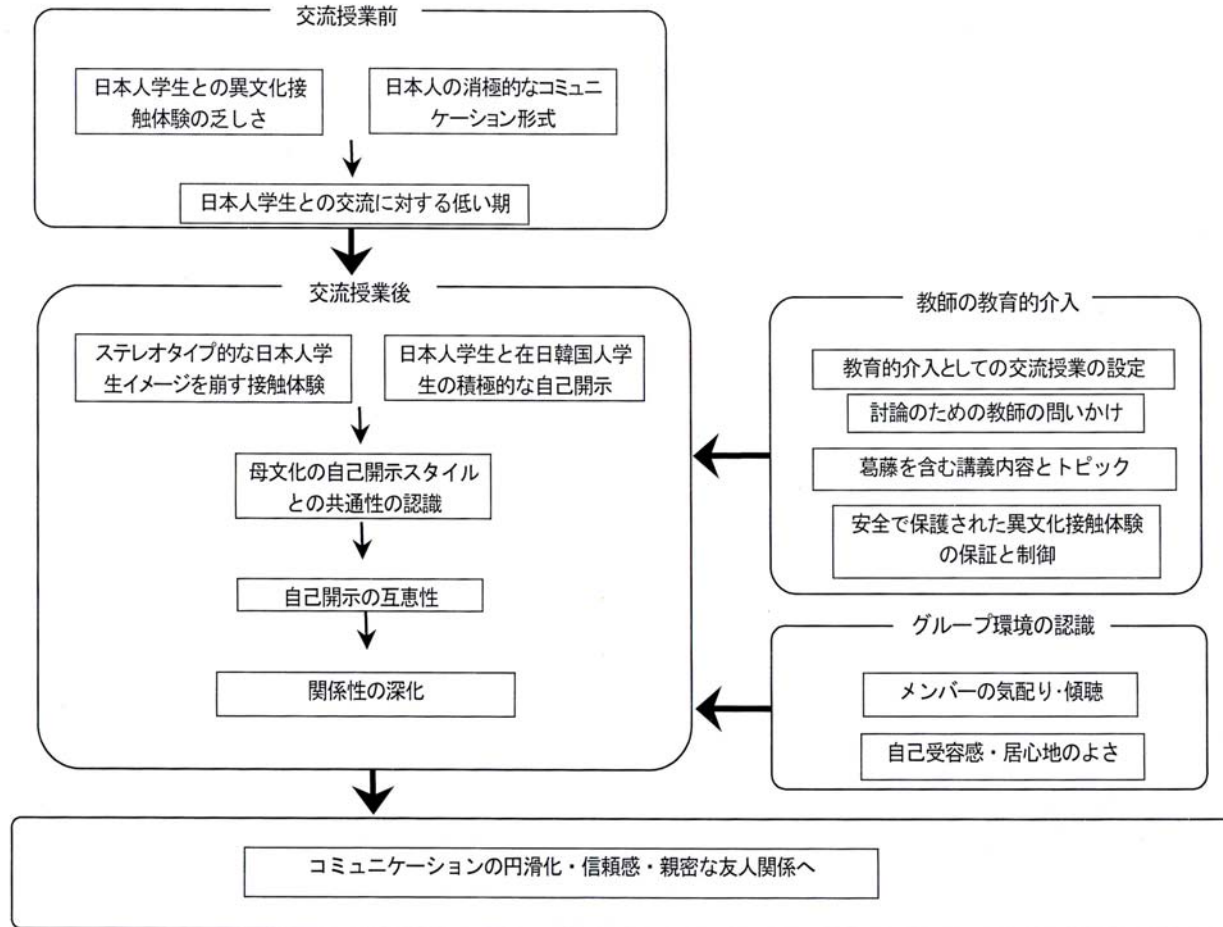 交流授業前
日本人学生との異文化接
触体験の乏しさ
日本人の消極的なコミュニ
ケーション形式
日本人学生との交流に対する低い期
交流授業後
ステレオタイプ的な日本人学
生イメージを崩す接触体験
日本人学生と在日韓国人学
生の積極的な自己開示
母文化の自己開示スタイル
との共通性の認識
自己開示の互恵性
関係性の深化
教師の教育的介入
教育的介入としての交流授業の設定
討論のための教師の問いかけ
葛藤を含む講義内容とトピック
安全で保護された異文化接触体験
の保証と制御
グループ環境の認識
メンバーの気配り・傾聴
自己受容感・居心地のよさ
コミュニケーションの円滑化・信頼感・親密な友人関係へ